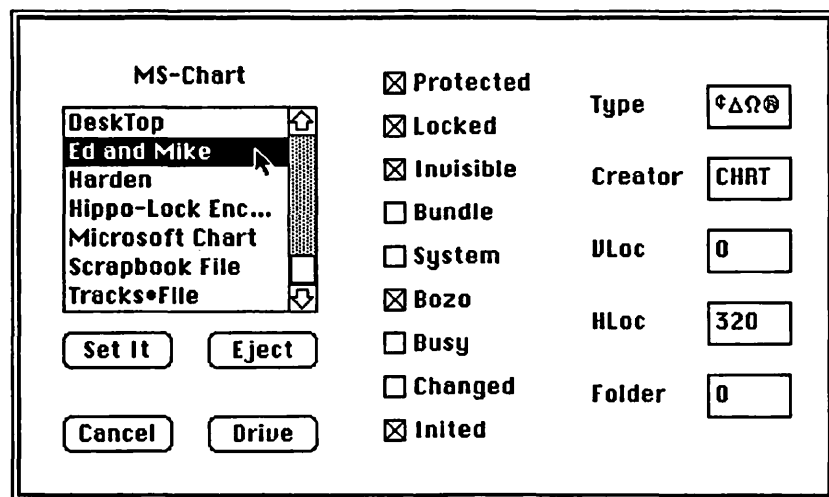 MS-Chart
DeskTop
Ed and Mike
Harden
Hippo-Lock Enc...
Microsoft Chart
Scrapbook File
Tracks•File
Set It
Eject
Cancel
Drive
Protected
Locked
Invisible
Bundle
System
Bozo
Busy
Changed
Inited
Type ¢∆Ω®
Creator CHRT
VLoc 0
HLoc 320
Folder 0